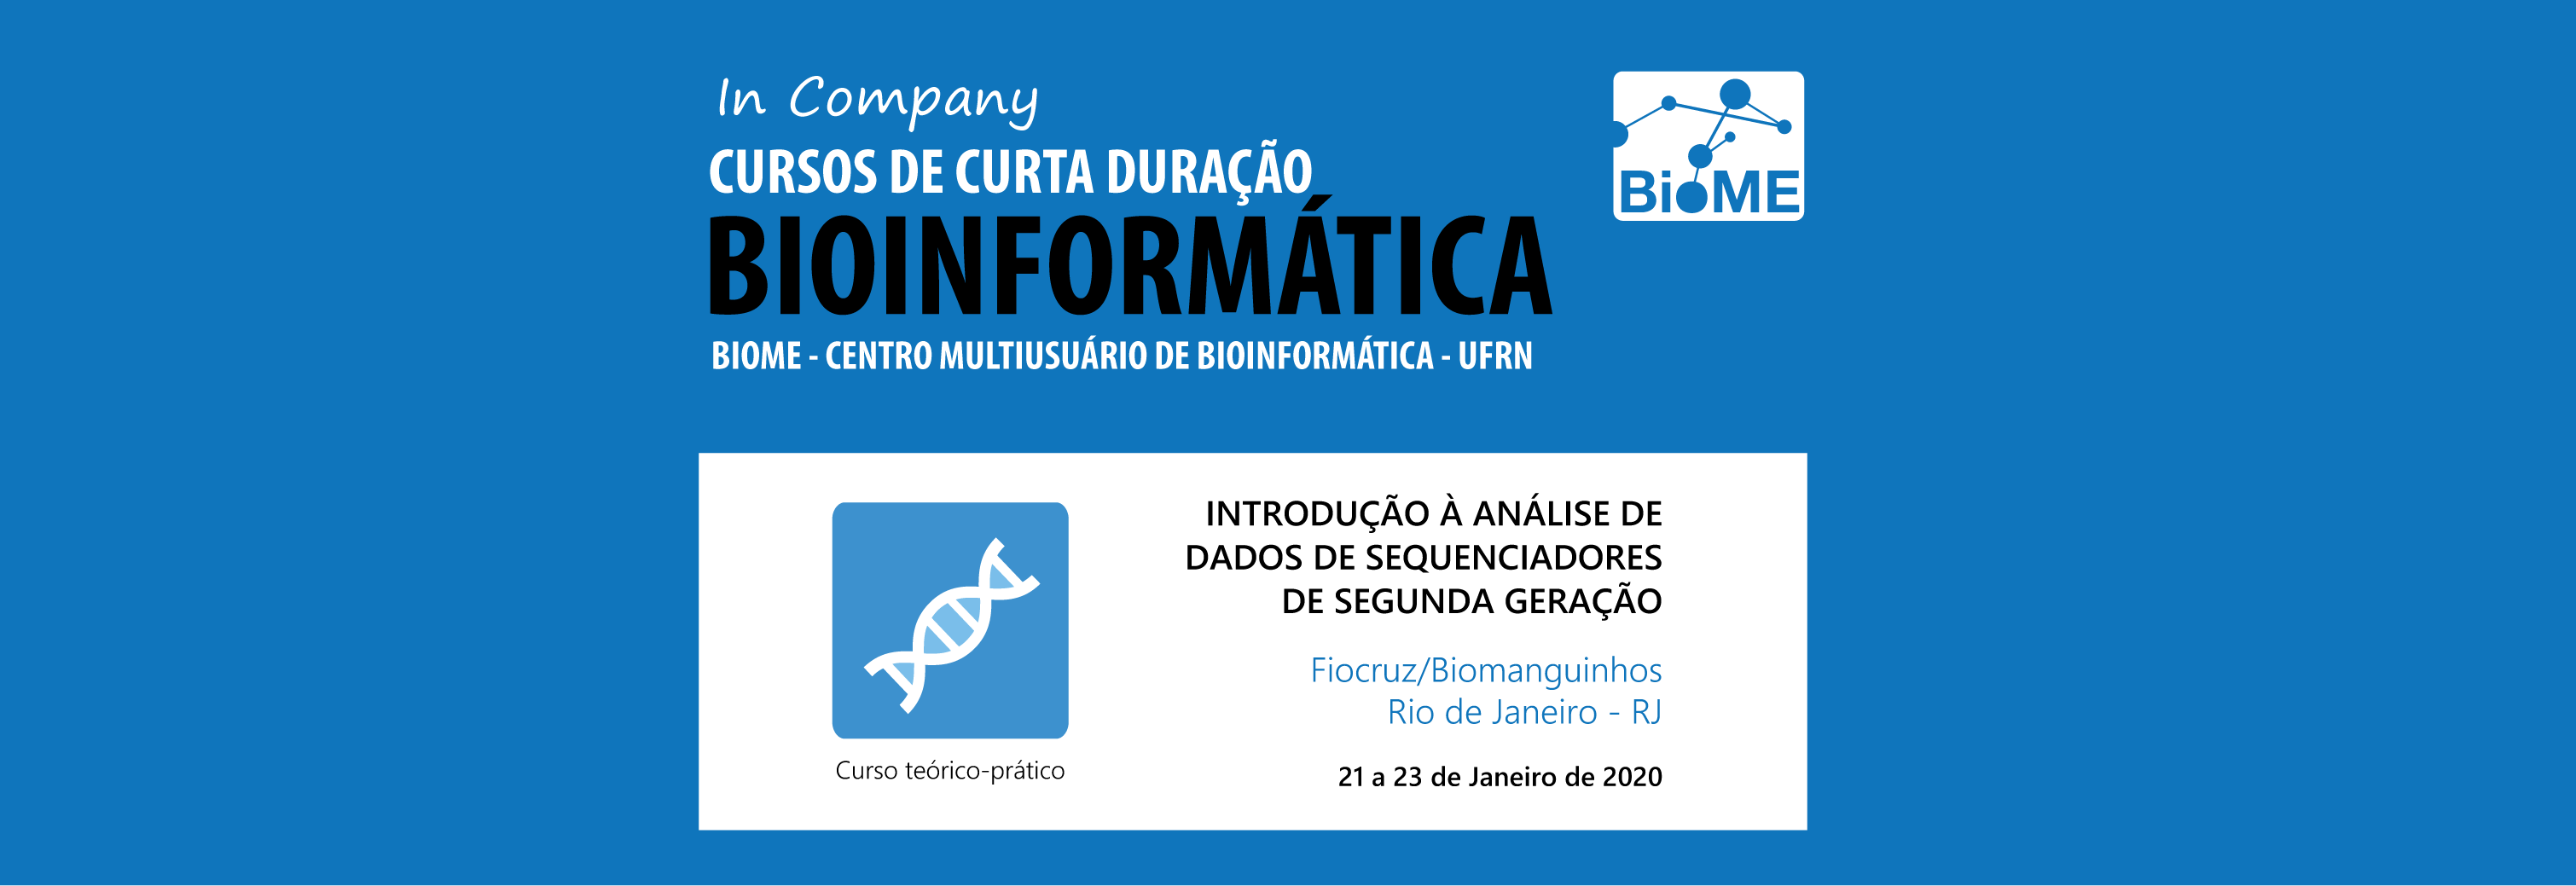 In Company
CURSOS DE CURTA DURAÇÃO
BIOINFORMÁTICA
BIOME - CENTRO MULTIUSUÁRIO DE BIOINFORMÁTICA - UFRN
BiOME
INTRODUÇÃO À ANÁLISE DE
DADOS DE SEQUENCIADORES
DE SEGUNDA GERAÇÃO
Fiocruz/Biomanguinhos
Rio de Janeiro - RJ
21 a 23 de Janeiro de 2020
Curso teórico-prático